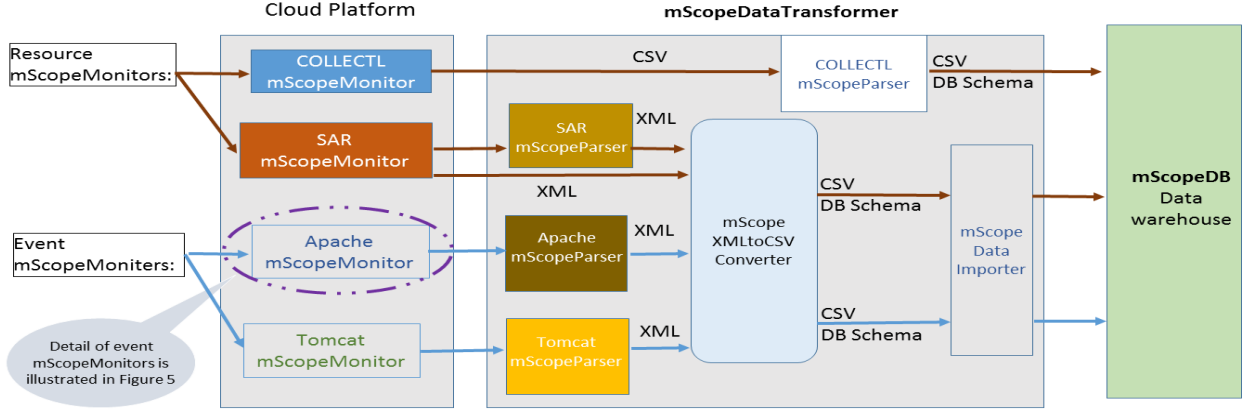 Cloud Platform
mScopeDataTransformer
Resource
mScopeMonitors:
COLLECTL
mScopeMonitor
CSV
COLLECTL
mScopeParser
CSV
DB Schema
SAR
mScopeMonitor
SAR
mScopeParser
XML
XML
mScope
XMLtoCSV
Converter
CSV
DB Schema
mScopeDB
Data
warehouse
Event
mScopeMoniters:
Apache
mScopeMonitor
Apache
mScopeParser
XML
mScope
Data
Importer
Detail of event
mScopeMonitors is
illustrated in Figure 5
Tomcat
mScopeMonitor
Tomcat
mScopeParser
XML
CSV
DB Schema